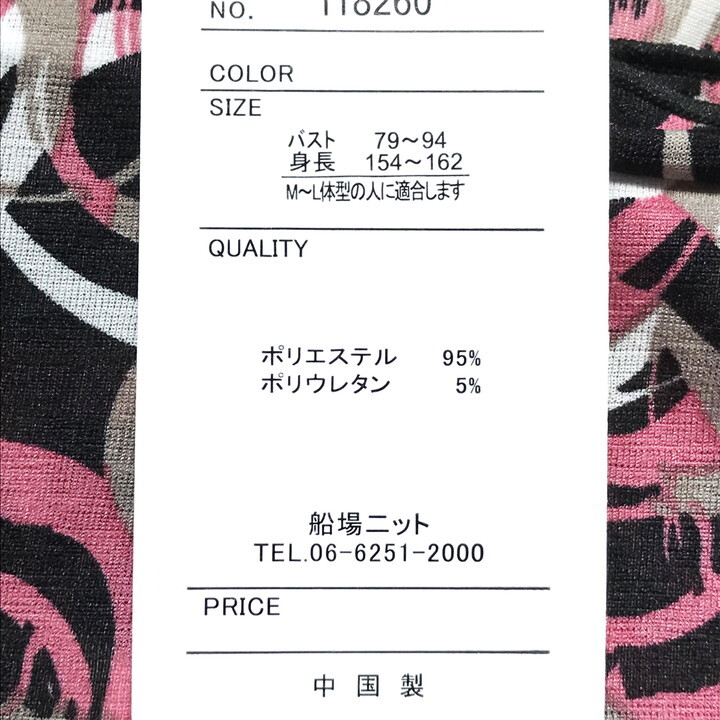 NO. 118260
COLOR
SIZE
バスト 79～94
身長 154～162
M～L体型の人に適合します
QUALITY
ポリエステル 95%
ポリウレタン 5%
船場ニット
TEL.06-6251-2000
PRICE
中国製